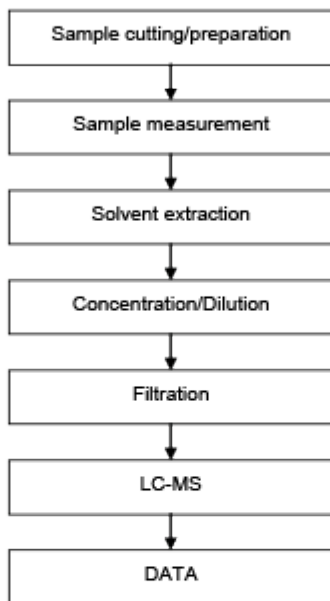 Sample cutting/preparation
Sample measurement
Solvent extraction
Concentration/Dilution
Filtration
LC-MS
DATA